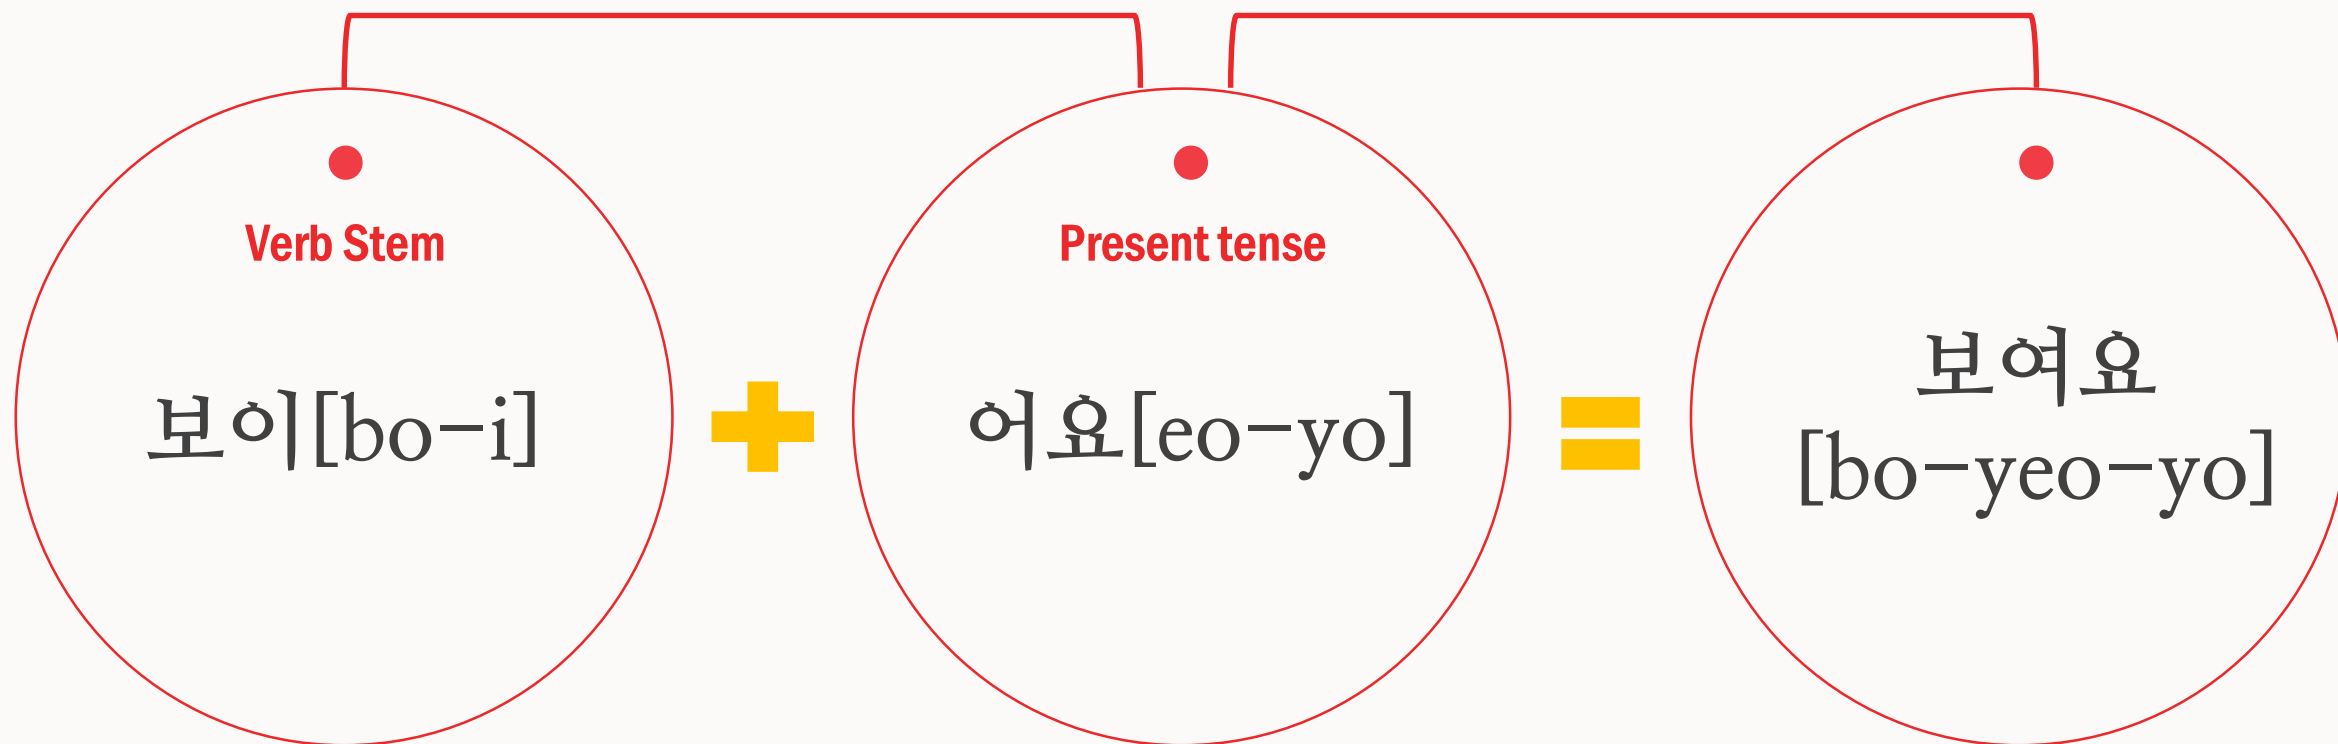 Verb Stem
보이[bo-i]
Present tense
어요[eo-yo]
보여요
[bo-yeo-yo]